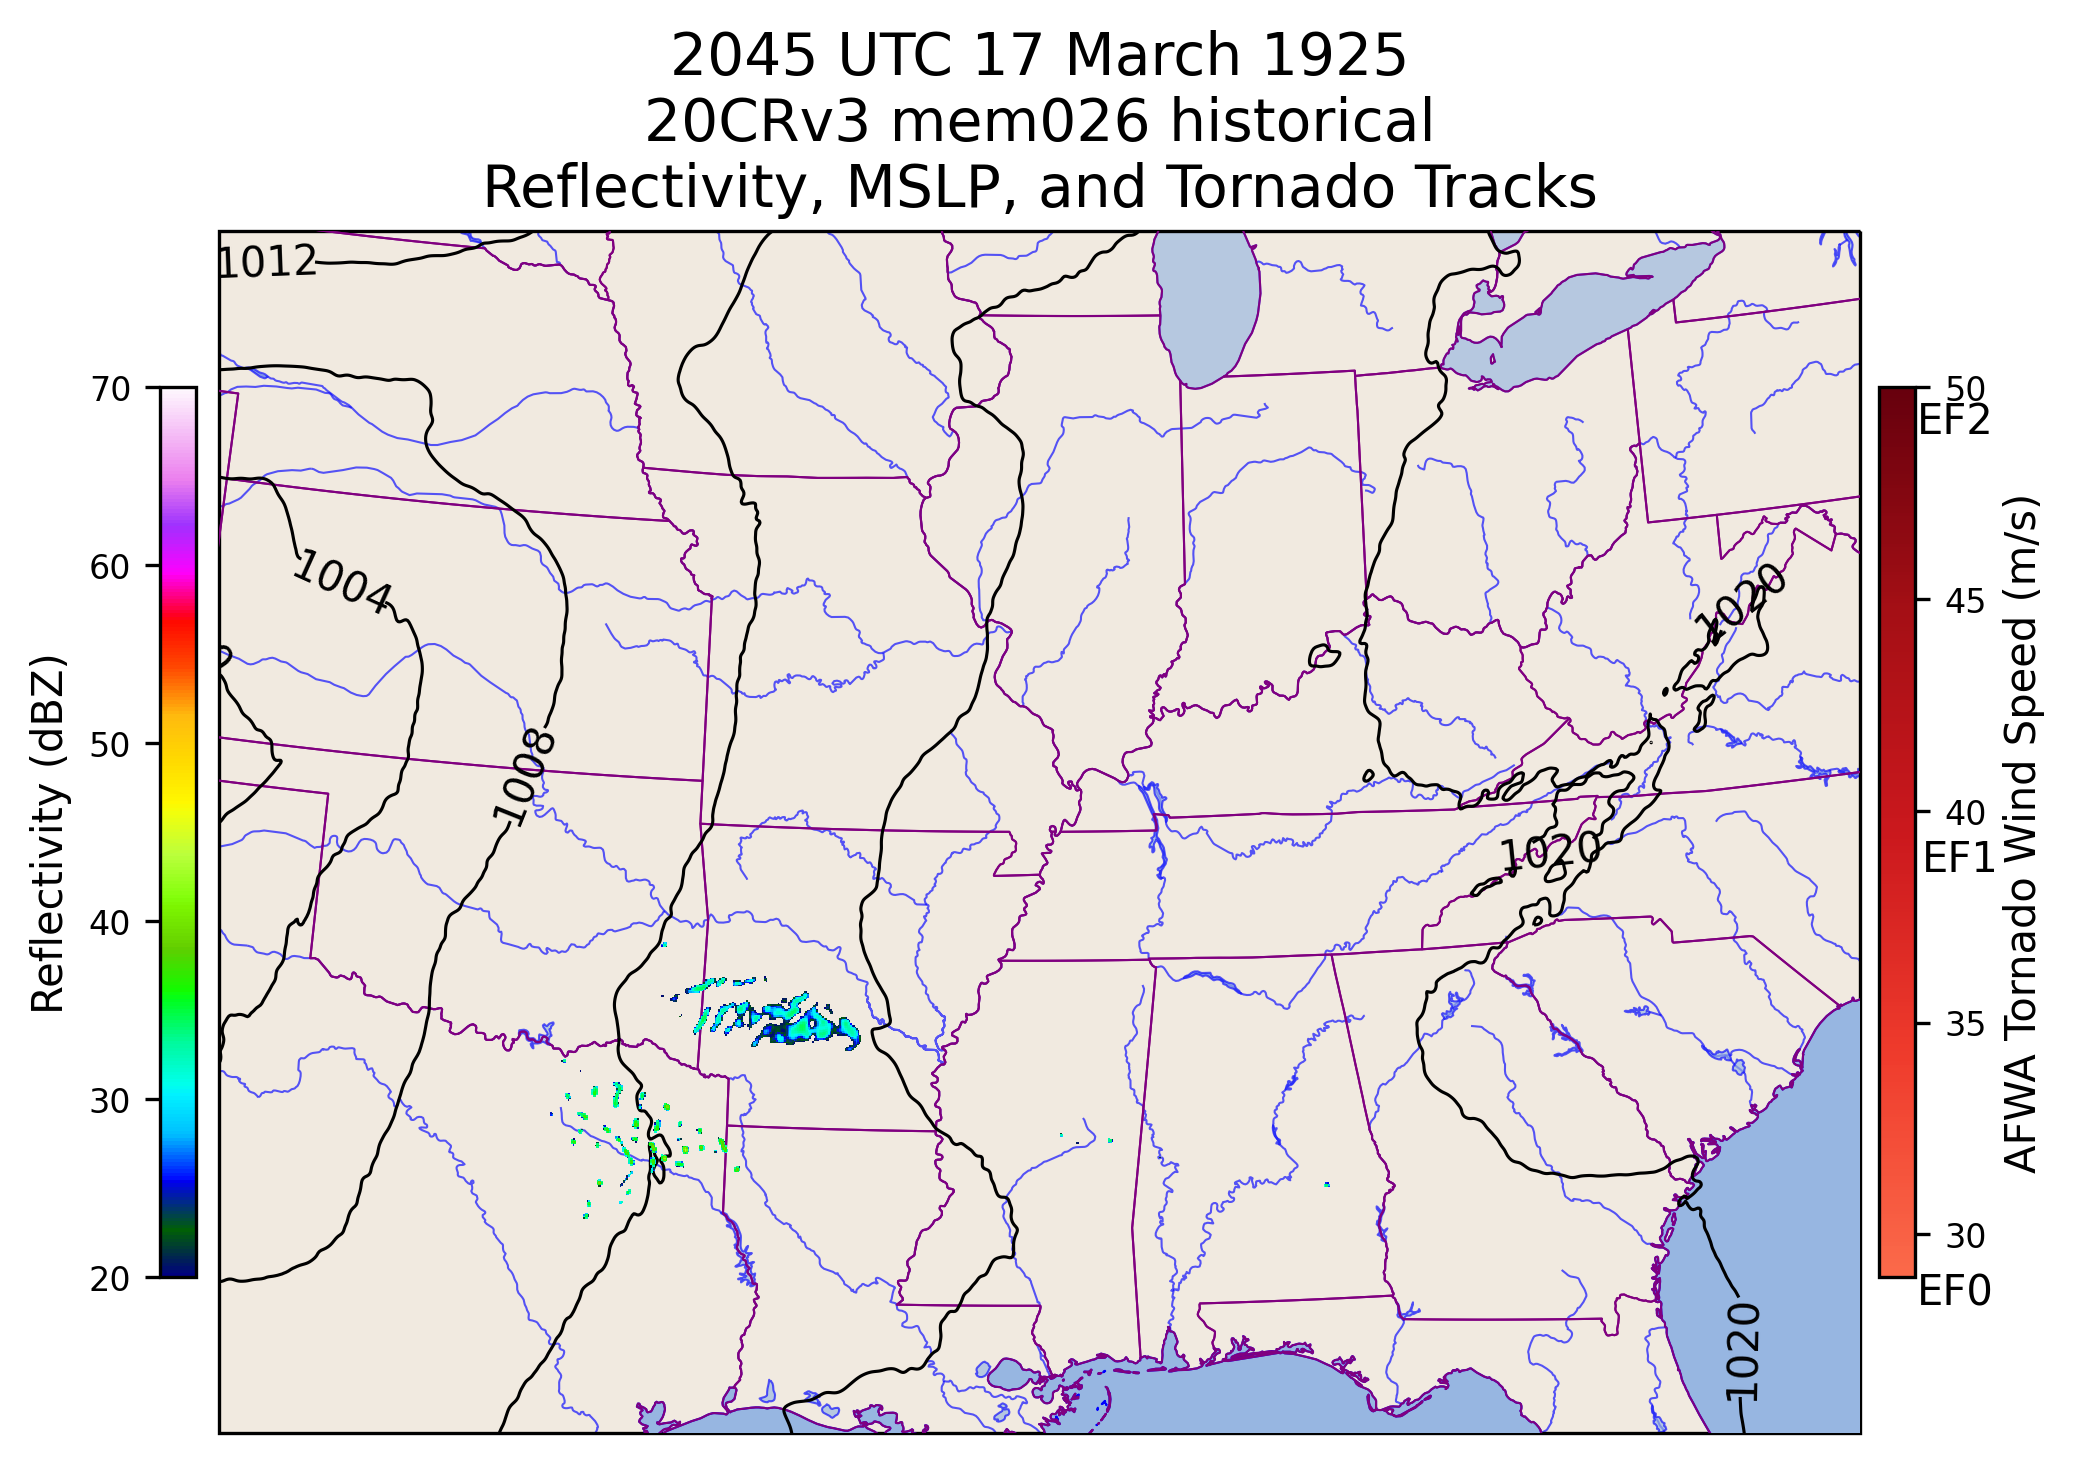 2045 UTC 17 March 1925
20CRv3 mem026 historical
Reflectivity, MSLP, and Tornado Tracks
1012
1004
1008
1020
1020
1020
Reflectivity (dBZ)
70
60
50
40
30
20
50
EF2
45
40
EF1
35
30
EF0
AFWA Tornado Wind Speed (m/s)